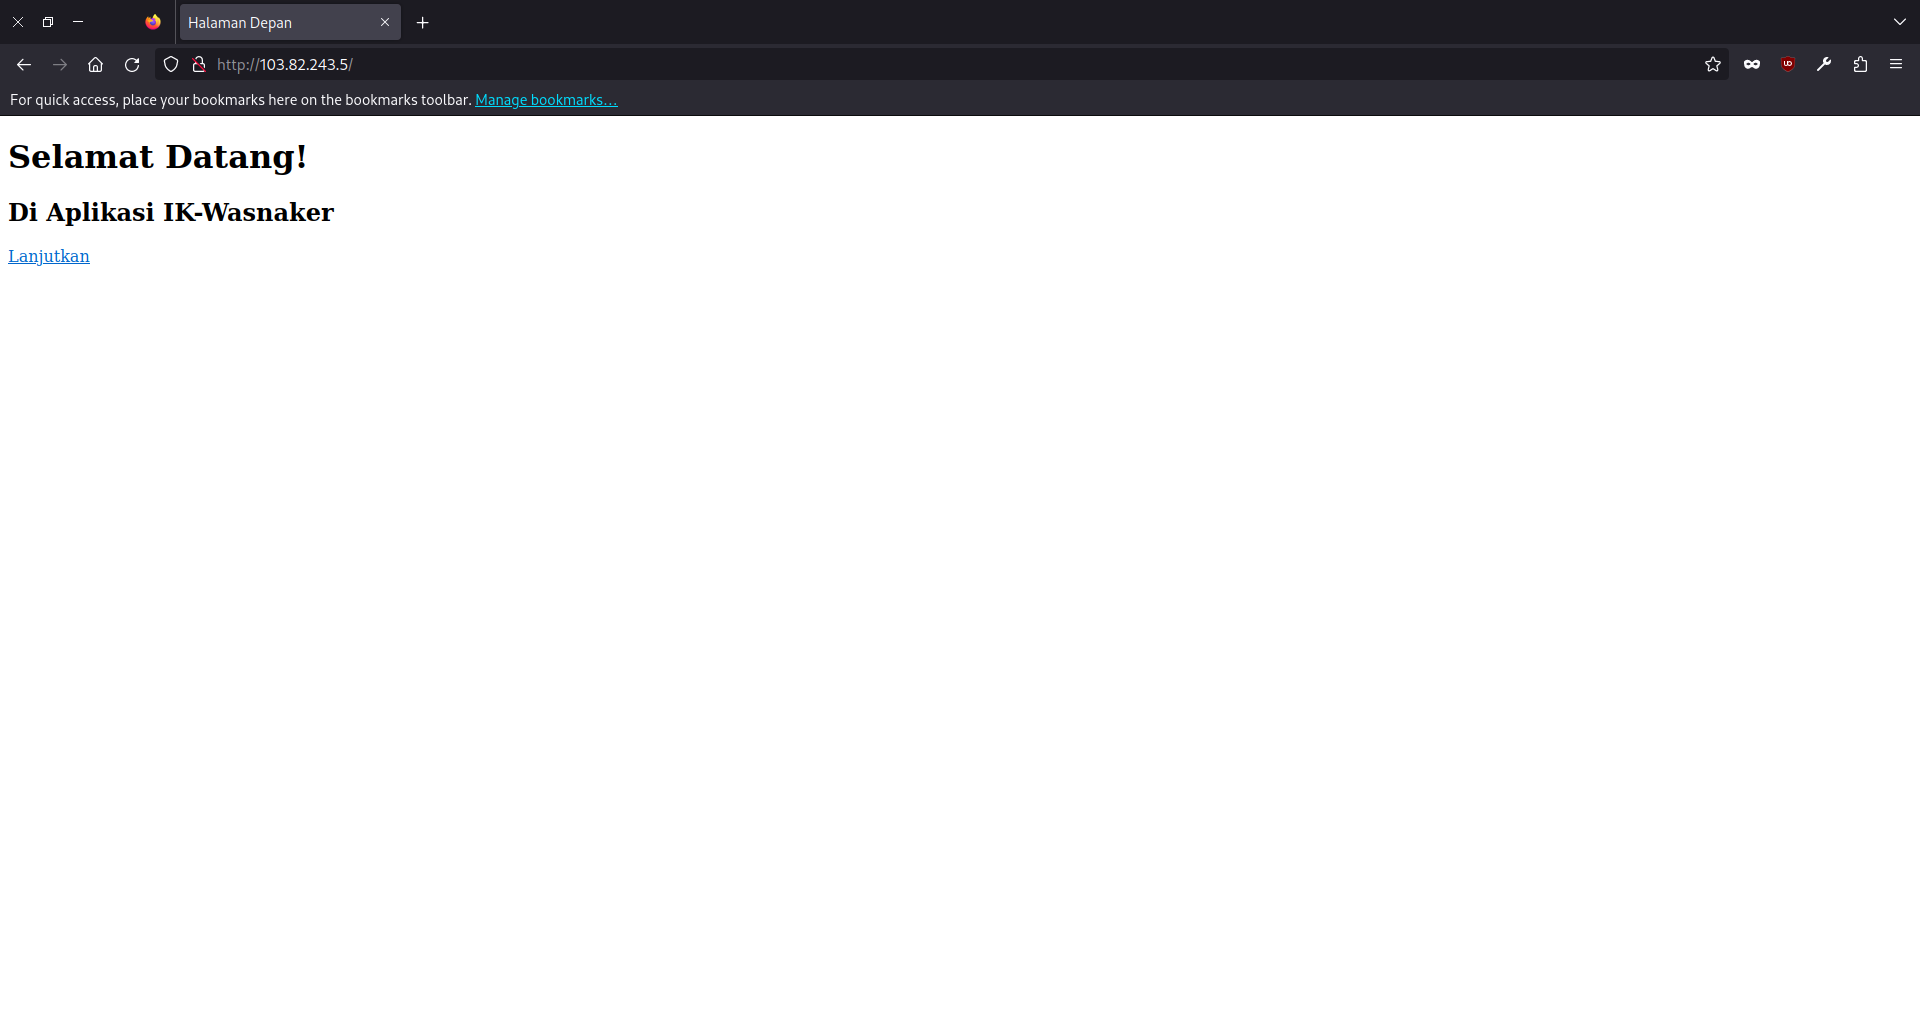 Halaman Depan
http://103.82.243.5/
For quick access, place your bookmarks here on the bookmarks toolbar. Manage bookmarks...
Selamat Datang!
Di Aplikasi IK-Wasnaker
Lanjutkan